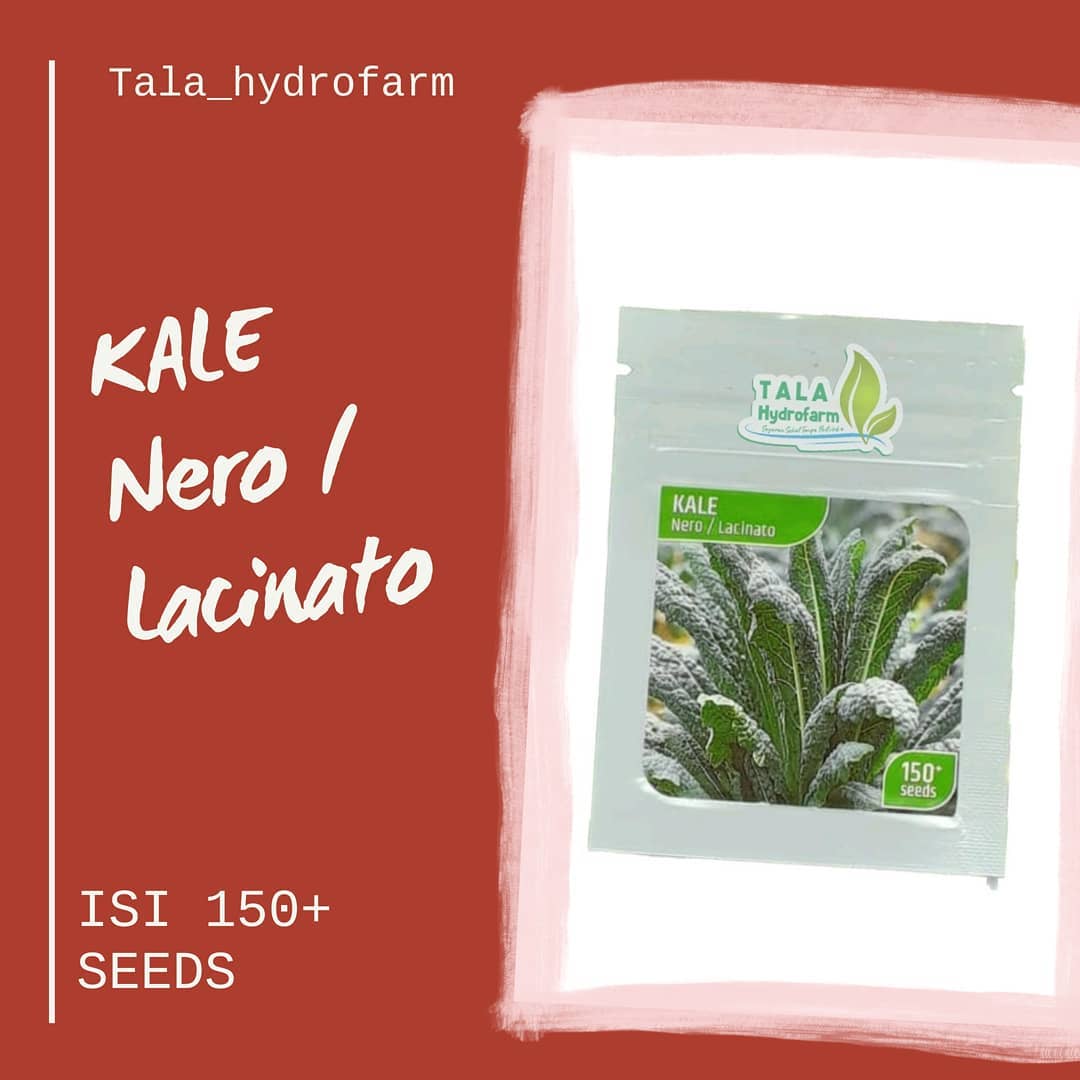 Tala_hydrofarm
KALE
Nero /
Lacinato
ISI 150+
SEEDS
TALA
Hydrofarm
KALE
Nero / Lacinato
150+
seeds